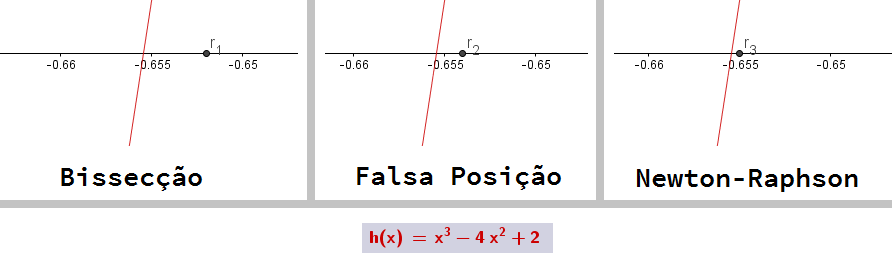 r1
-0.66 -0.655 -0.65
Bissecção
r2
-0.66 -0.655 -0.65
Falsa Posição
r3
-0.66 -0.655 -0.65
Newton-Raphson
h(x) = x³ − 4 x² + 2